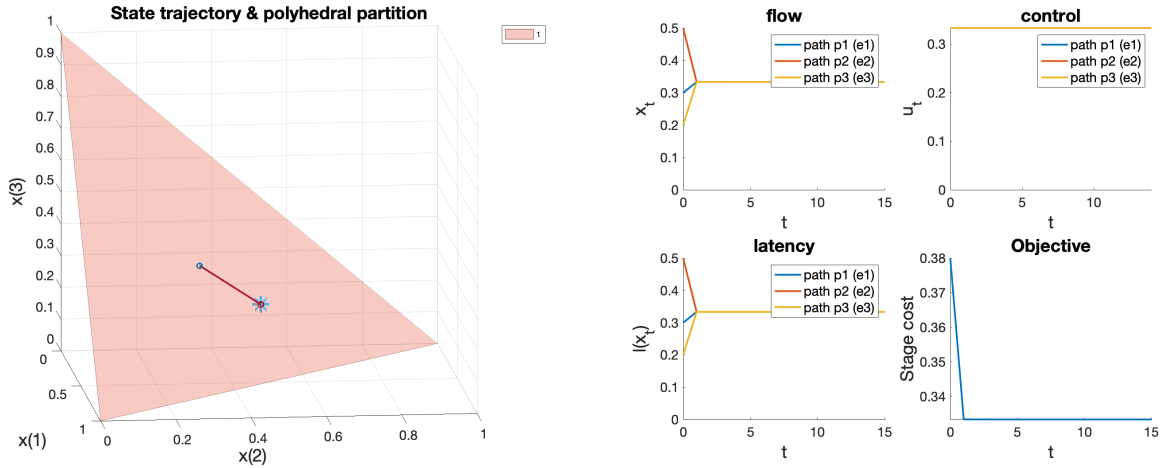 State trajectory & polyhedral partition
1
1
0.9
0.8
0.7
0.6
0.5
0.4
0.3
0.2
0.1
0
x(3)
0
0.5
1
x(1)
0
0.2
0.4
0.6
0.8
1
x(2)
flow
path p1 (e1)
path p2 (e2)
path p3 (e3)
0.5
0.4
0.3
0.2
0.1
0
x_t
0
5
10
15
t
control
path p1 (e1)
path p2 (e2)
path p3 (e3)
0.3
0.2
0.1
0
u_t
0
5
10
t
latency
path p1 (e1)
path p2 (e2)
path p3 (e3)
0.5
0.4
0.3
0.2
0.1
0
l(x_t)
0
5
10
15
t
Objective
0.38
0.37
0.36
0.35
0.34
Stage cost
0
5
10
15
t